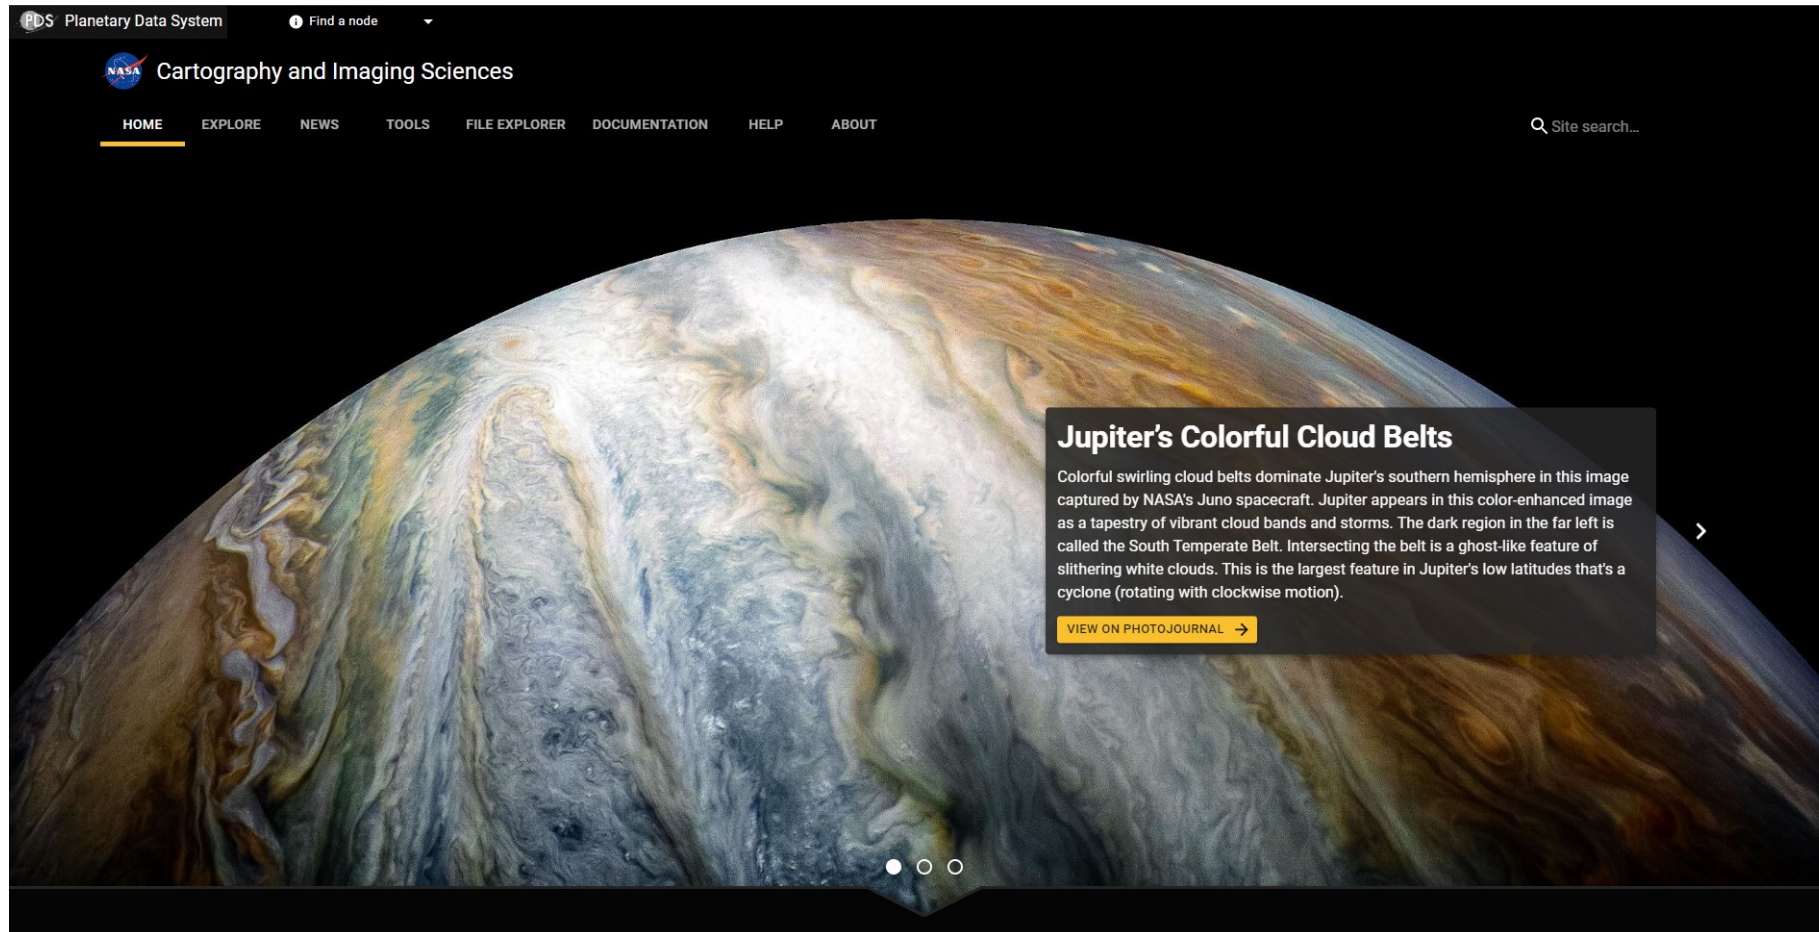 PDS Planetary Data System
Find a node
NASA
Cartography and Imaging Sciences
HOME EXPLORE NEWS TOOLS FILE EXPLORER DOCUMENTATION HELP ABOUT
Site search...
Jupiter's Colorful Cloud Belts
Colorful swirling cloud belts dominate Jupiter's southern hemisphere in this image
captured by NASA's Juno spacecraft. Jupiter appears in this color-enhanced image
as a tapestry of vibrant cloud bands and storms. The dark region in the far left is
called the South Temperate Belt. Intersecting the belt is a ghost-like feature of
slithering white clouds. This is the largest feature in Jupiter's low latitudes that's a
cyclone (rotating with clockwise motion).
VIEW ON PHOTOJOURNAL